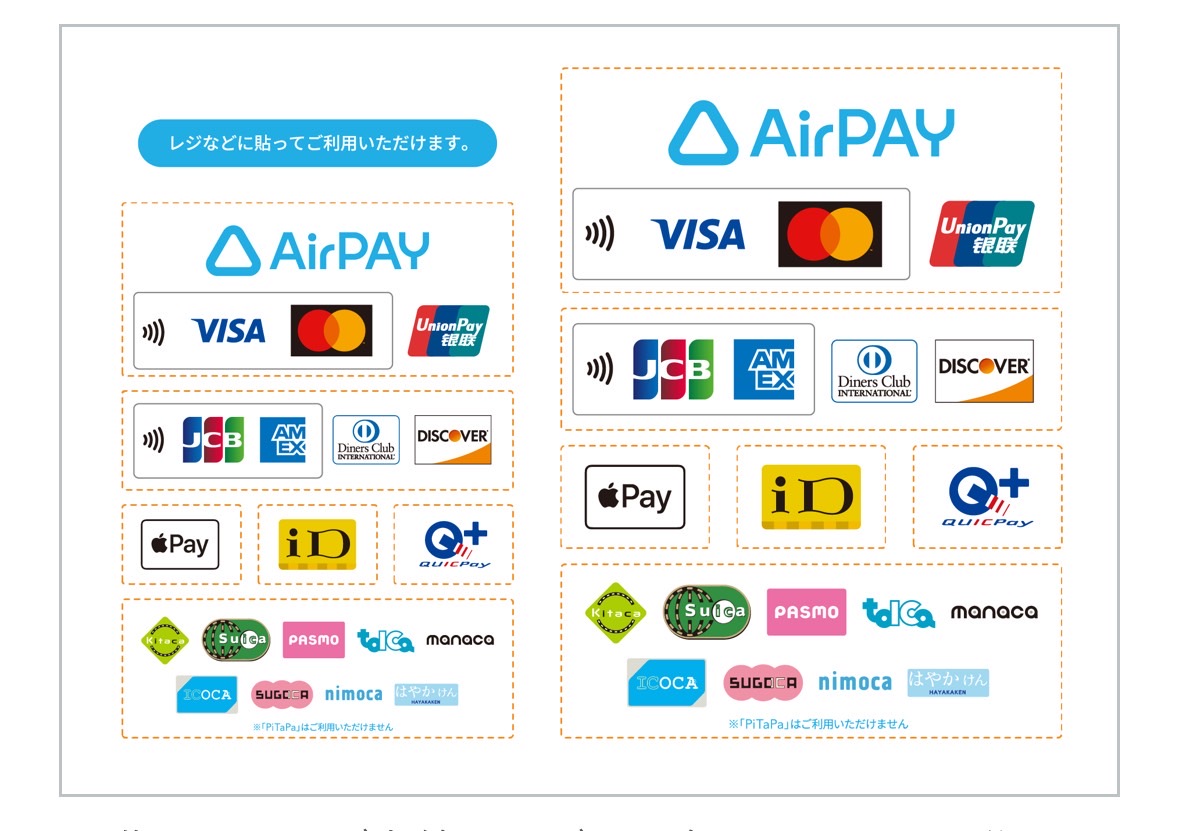 レジなどに貼ってご利用いただけます。
AirPAY
VISA
UnionPay
银联
JCB
AM
EX
Diners Club
INTERNATIONAL®
DISCOVER®
Pay
iD
Q+
QUICPay
Kitaca
Suica
PASMO
toICa
manaca
ICOCA
SUGOCA
nimoca
はやかけん
HAYAKAKEN
※「PiTaPa」はご利用いただけません
AirPAY
VISA
UnionPay
银联
JCB
AM
EX
Diners Club
INTERNATIONAL®
DISCOVER®
Pay
iD
Q+
QUICPay
Kitaca
Suica
PASMO
toICa
manaca
ICOCA
SUGOCA
nimoca
はやかけん
HAYAKAKEN
※「PiTaPa」はご利用いただけません